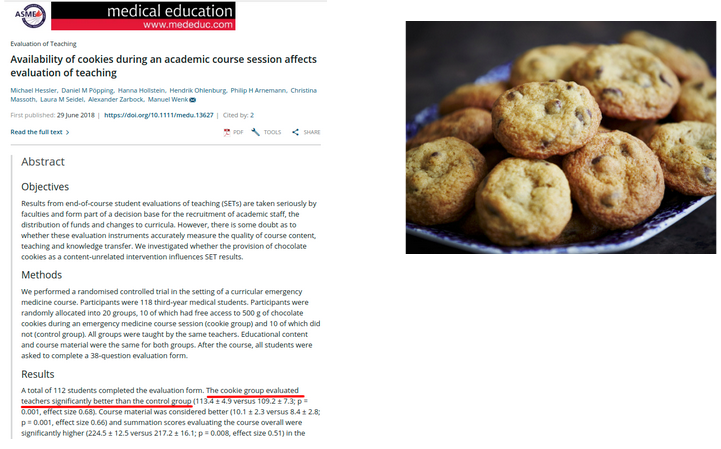 ASME
medical education
www.mededuc.com
Evaluation of Teaching
Availability of cookies during an academic course session affects
evaluation of teaching
Michael Hessler, Daniel M Pöpping, Hanna Hollstein, Hendrik Ohlenburg, Philip H Arnemann, Christina
Massoth, Laura M Seidel, Alexander Zarbock, Manuel Wenk
First published: 29 June 2018 | https://doi.org/10.1111/medu.13627 | Cited by: 2
Read the full text >
PDF TOOLS SHARE
Abstract
Objectives
Results from end-of-course student evaluations of teaching (SETs) are taken seriously by
faculties and form part of a decision base for the recruitment of academic staff, the
distribution of funds and changes to curricula. However, there is some doubt as to
whether these evaluation instruments accurately measure the quality of course content,
teaching and knowledge transfer. We investigated whether the provision of chocolate
cookies as a content-unrelated intervention influences SET results.
Methods
We performed a randomised controlled trial in the setting of a curricular emergency
medicine course. Participants were 118 third-year medical students. Participants were
randomly allocated into 20 groups, 10 of which had free access to 500 g of chocolate
cookies during an emergency medicine course session (cookie group) and 10 of which did
not (control group). All groups were taught by the same teachers. Educational content
and course material were the same for both groups. After the course, all students were
asked to complete a 38-question evaluation form.
Results
A total of 112 students completed the evaluation form. The cookie group evaluated
teachers significantly better than the control group (113.4 ± 4.9 versus 109.2 ± 7.3; p =
0.001, effect size 0.68). Course material was considered better (10.1 ± 2.3 versus 8.4 ± 2.8;
p = 0.001, effect size 0.66) and summation scores evaluating the course overall were
significantly higher (224.5 ± 12.5 versus 217.2 ± 16.1; p = 0.008, effect size 0.51) in the